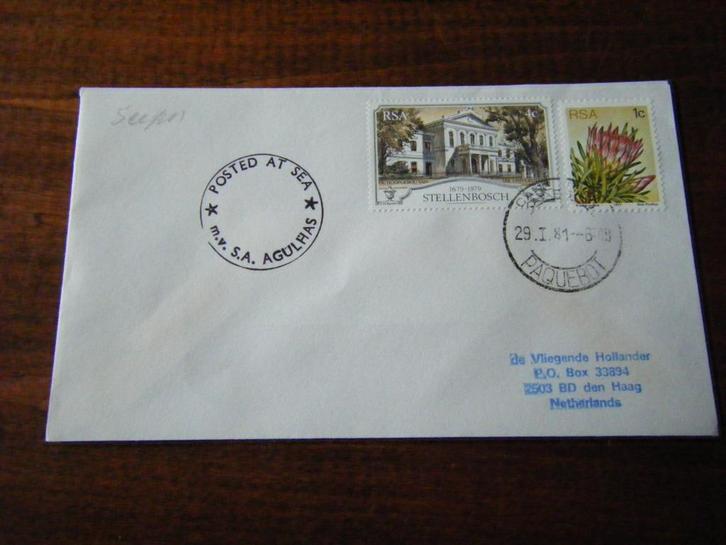 POSTED AT SEA
m.v. S.A. AGULHAS
RSA 4c
1679-1979
STELLENBOSCH
RSA 1c
29.I.81
PAQUEBOT
de Vliegende Hollander
P.O. Box 33894
2503 BD den Haag
Netherlands